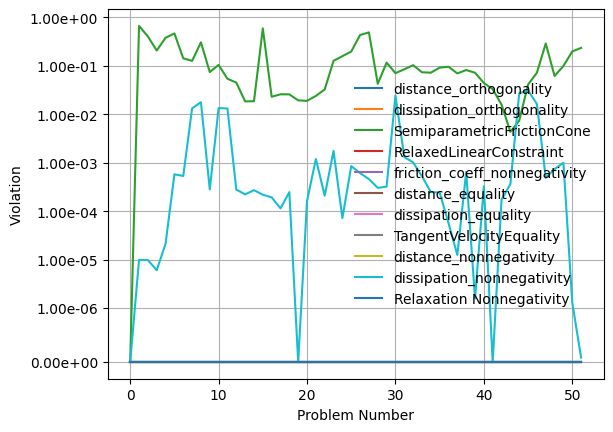 1.00e+00
1.00e-01
1.00e-02
1.00e-03
1.00e-04
1.00e-05
1.00e-06
0.00e+00
Violation
distance_orthogonality
dissipation_orthogonality
SemiparametricFrictionCone
RelaxedLinearConstraint
friction_coeff_nonnegativity
distance_equality
dissipation_equality
TangentVelocityEquality
distance_nonnegativity
dissipation_nonnegativity
Relaxation Nonnegativity
0 10 20 30 40 50
Problem Number